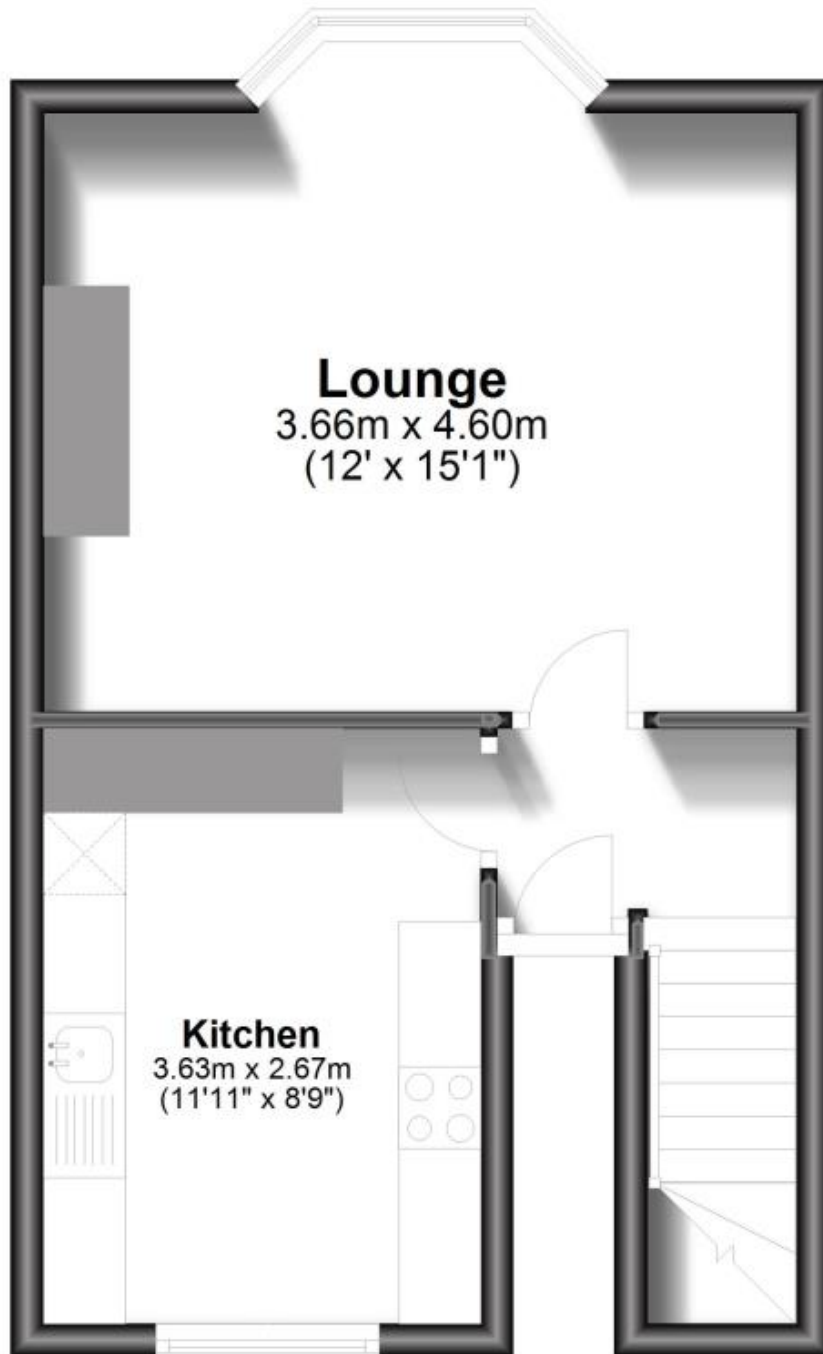 Lounge
3.66m x 4.60m
(12' x 15'1")
Kitchen
3.63m x 2.67m
(11'11" x 8'9")